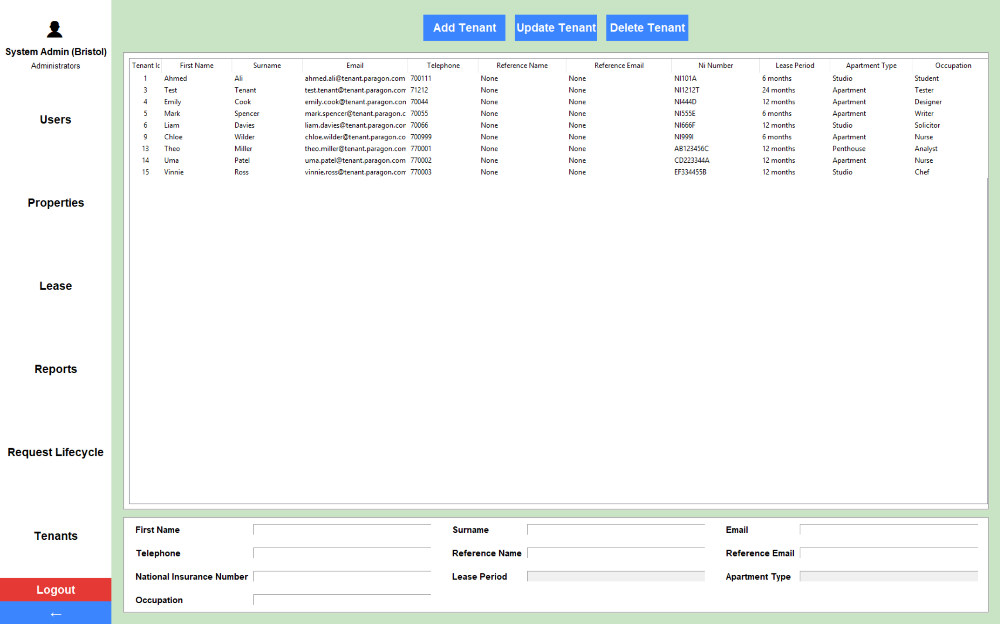 System Admin (Bristol)
Administrators
Users
Properties
Lease
Reports
Request Lifecycle
Tenants
Logout
←
Add Tenant Update Tenant Delete Tenant
Tenant Id First Name Surname Email Telephone Reference Name Reference Email Ni Number Lease Period Apartment Type Occupation
1 Ahmed Ali ahmed.ali@tenant.paragon.com 700111 None None NI101A 6 months Studio Student
3 Test Tenant test.tenant@tenant.paragon.com 71212 None None NI1212T 24 months Apartment Tester
4 Emily Cook emily.cook@tenant.paragon.con 70044 None None NI444D 12 months Apartment Designer
5 Mark Spencer mark.spencer@tenant.paragon.c 70055 None None NI555E 6 months Apartment Writer
6 Liam Davies liam.davies@tenant.paragon.cor 70066 None None NI666F 12 months Studio Solicitor
9 Chloe Wilder chloe.wilder@tenant.paragon.co 700999 None None NI999I 6 months Apartment Nurse
13 Theo Miller theo.miller@tenant.paragon.com 770001 None None AB123456C 12 months Penthouse Analyst
14 Uma Patel uma.patel@tenant.paragon.com 770002 None None CD223344A 12 months Apartment Nurse
15 Vinnie Ross vinnie.ross@tenant.paragon.com 770003 None None EF334455B 12 months Studio Chef
First Name Surname Email
Telephone Reference Name Reference Email
National Insurance Number Lease Period Apartment Type
Occupation